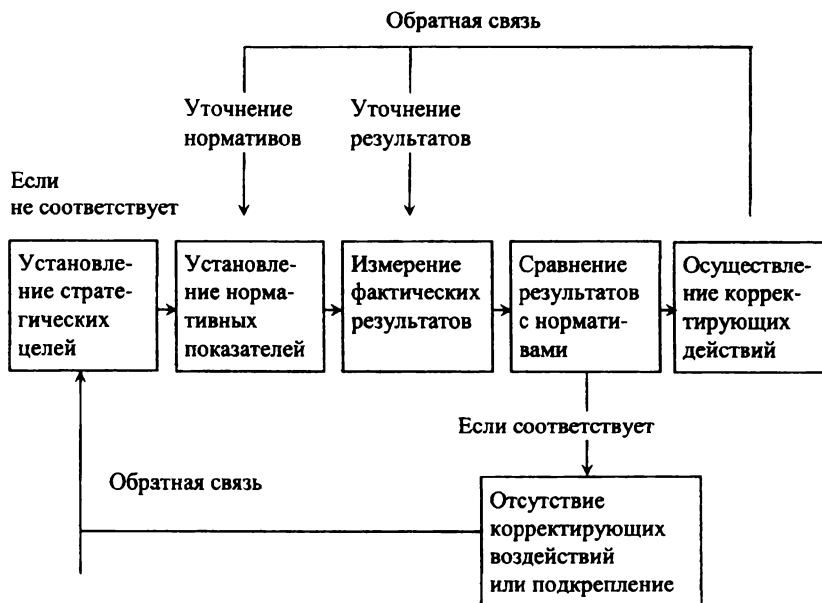 Обратная связь
Уточнение
нормативов
Уточнение
результатов
Если
не соответствует
Установле-
ние страте-
гических
целей
Установле-
ние норма-
тивных
показателей
Измерение
фактических
результатов
Сравнение
результатов
с нормати-
вами
Осуществле-
ние коррек-
тирующих
действий
Если соответствует
Обратная связь
Отсутствие
корректирующих
воздействий
или подкрепление